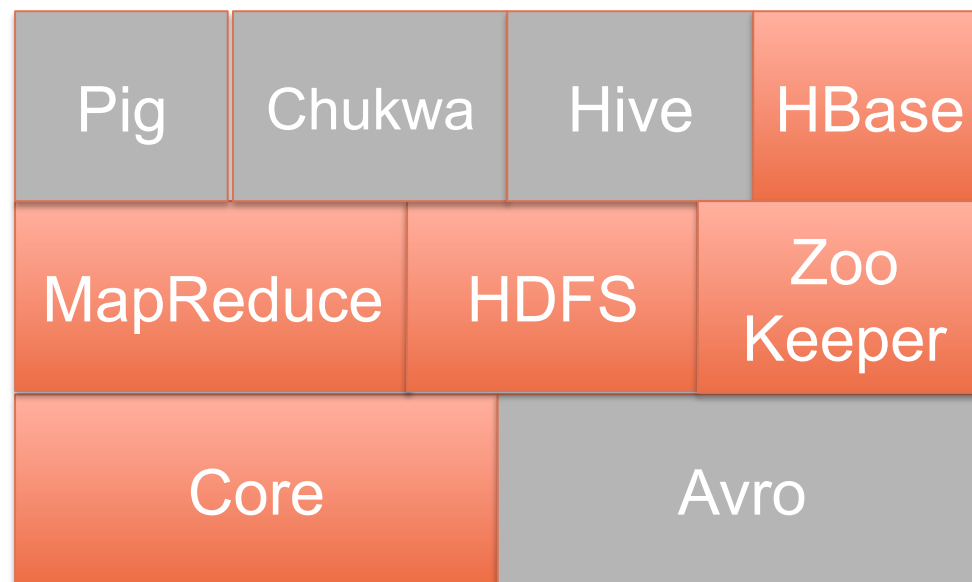 Pig
Chukwa
Hive
HBase
MapReduce
HDFS
Zoo
Keeper
Core
Avro